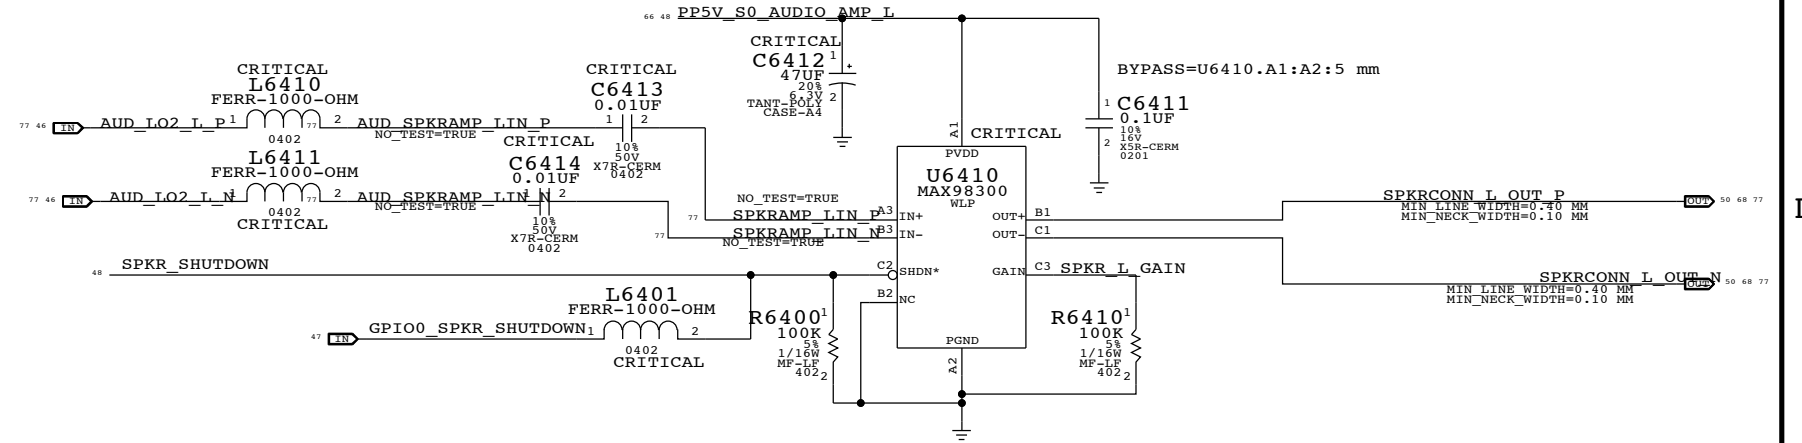 66 48 PP5V_S0_AUDIO_AMP_L
CRITICAL
C6412
47UF
20%
6.3V
TANT-POLY
CASE-A4
1
+
2
BYPASS=U6410.A1:A2:5 mm
1
C6411
0.1UF
10%
16V
X5R-CERM
0201
2
CRITICAL
L6410
FERR-1000-OHM
77 46 IN AUD_LO2_L_P 1 2 77
0402
AUD_SPKRAMP_LIN_P
NO_TEST=TRUE
CRITICAL
C6413
0.01UF
1 2
10%
50V
X7R-CERM
0402
L6411
FERR-1000-OHM
77 46 IN AUD_LO2_L_N 1 2 77
0402
CRITICAL
AUD_SPKRAMP_LIN_N
NO_TEST=TRUE
CRITICAL
C6414
0.01UF
1 2
10%
50V
X7R-CERM
0402
A1
CRITICAL
PVDD
U6410
MAX98300
WLP
NO_TEST=TRUE
77 SPKRAMP_LIN_P A3 IN+
77 SPKRAMP_LIN_N B3 IN-
NO_TEST=TRUE
OUT+ B1
OUT- C1
SPKRCONN_L_OUT_P OUT 50 68 77
MIN_LINE_WIDTH=0.40 MM
MIN_NECK_WIDTH=0.10 MM
48 SPKR_SHUTDOWN C2 SHDN*
GAIN C3 SPKR_L_GAIN
SPKRCONN_L_OUT_N OUT 50 68 77
MIN_LINE_WIDTH=0.40 MM
MIN_NECK_WIDTH=0.10 MM
B2 NC
L6401
FERR-1000-OHM
47 IN GPIO0_SPKR_SHUTDOWN 1 2
0402
CRITICAL
R6400 1
100K
5%
1/16W
MF-LF
402 2
R6410 1
100K
5%
1/16W
MF-LF
402 2
PGND
A2